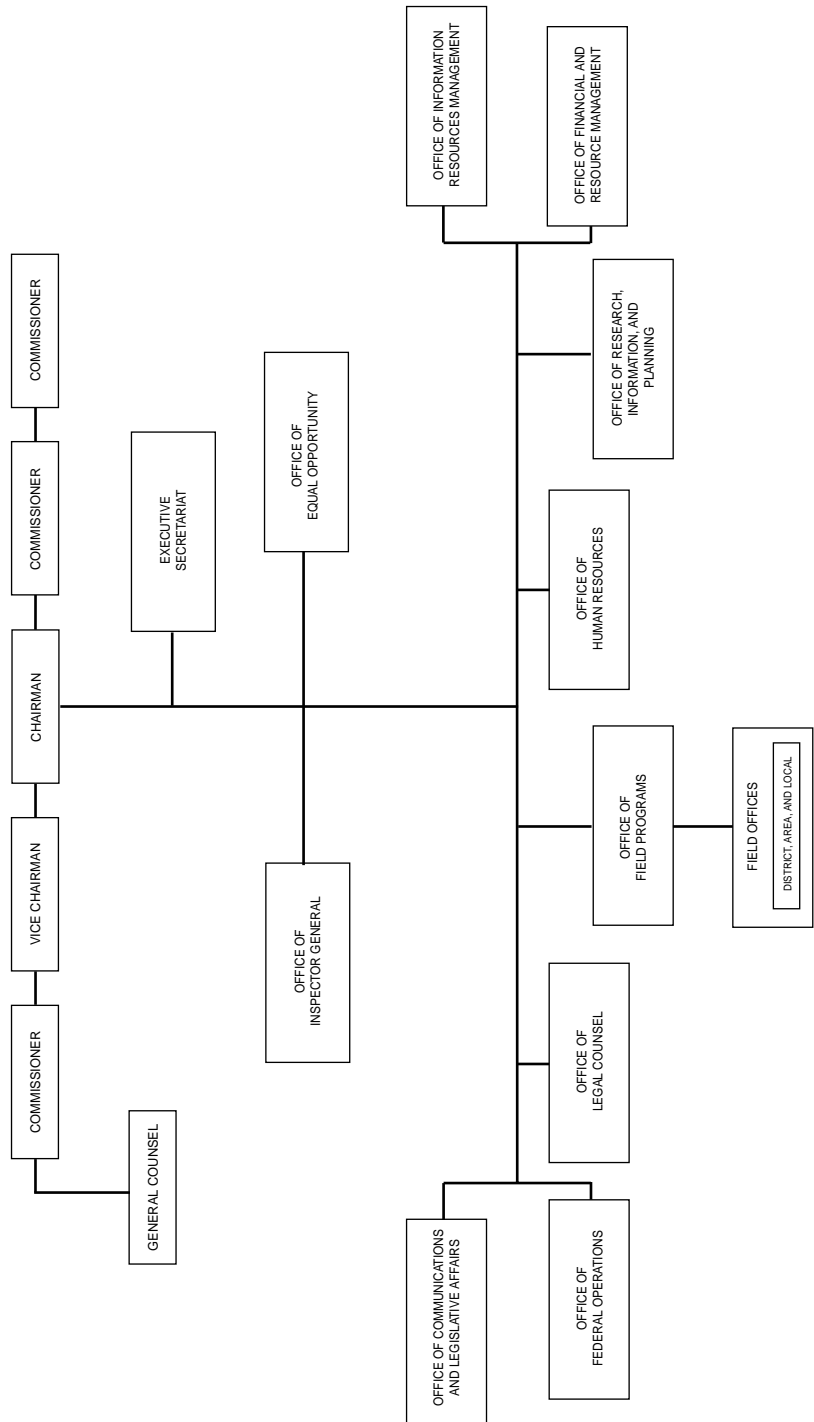 COMMISSIONER
VICE CHAIRMAN
CHAIRMAN
COMMISSIONER
COMMISSIONER
GENERAL COUNSEL
EXECUTIVE
SECRETARIAT
OFFICE OF
INSPECTOR GENERAL
OFFICE OF
EQUAL OPPORTUNITY
OFFICE OF COMMUNICATIONS
AND LEGISLATIVE AFFAIRS
OFFICE OF INFORMATION
RESOURCES MANAGEMENT
OFFICE OF
FEDERAL OPERATIONS
OFFICE OF
LEGAL COUNSEL
OFFICE OF
FIELD PROGRAMS
OFFICE OF
HUMAN RESOURCES
OFFICE OF RESEARCH,
INFORMATION, AND
PLANNING
OFFICE OF FINANCIAL AND
RESOURCE MANAGEMENT
FIELD OFFICES
DISTRICT, AREA, AND LOCAL